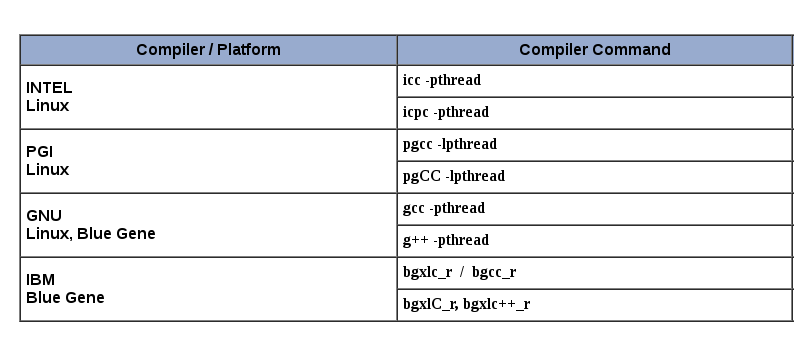 Compiler / Platform
Compiler Command
INTEL
Linux
icc -pthread
icpc -pthread
PGI
Linux
pgcc -lpthread
pgCC -lpthread
GNU
Linux, Blue Gene
gcc -pthread
g++ -pthread
IBM
Blue Gene
bgxlc_r / bgcc_r
bgxlC_r, bgxlc++_r